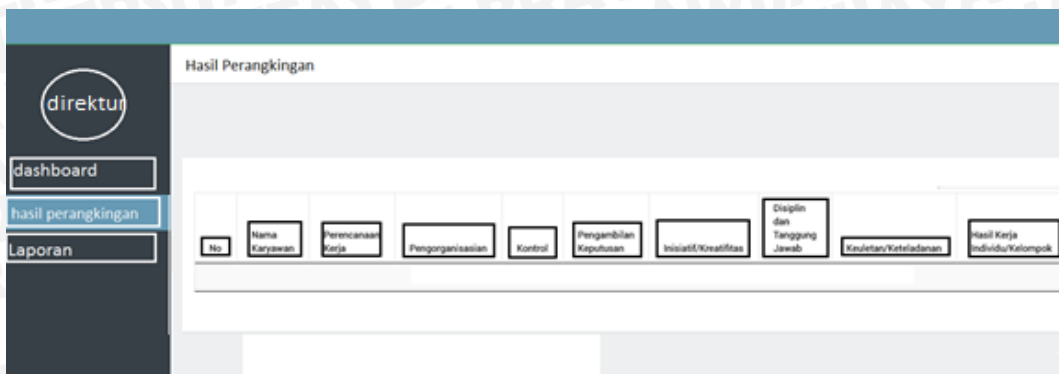 Hasil Perangkingan
direktur
dashboard
hasil perangkingan
Laporan
No
Nama
Karyawan
Perencanaan
Kerja
Pengorganisasian
Kontrol
Pengambilan
Keputusan
Inisiatif/Kreatifitas
Disiplin
dan
Tanggung
Jawab
Keuletan/Keteladanan
Hasil Kerja
Individu/Kelompok